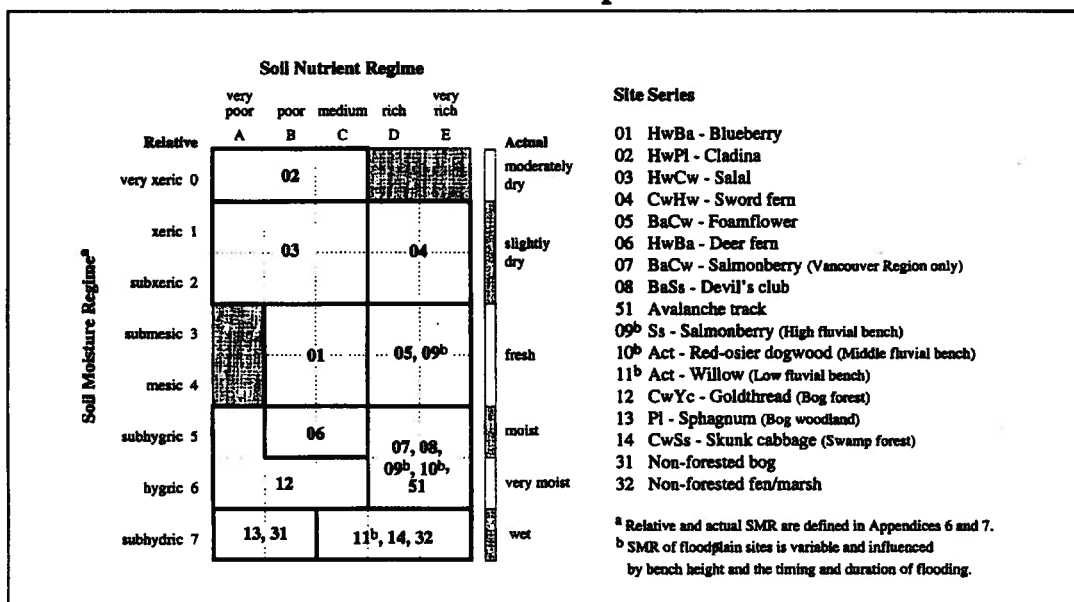 Soil Nutrient Regime
very poor medium rich very
poor rich
A B C D E
Relative Actual
very xeric 0 02 moderately
dry
xeric 1
03 04 slightly
dry
subxeric 2
submesic 3
01 05, 09b fresh
mesic 4
subhygric 5 06 moist
07, 08,
09b, 10b,
hygric 6 12 51 very moist
subhydric 7 13, 31 11b, 14, 32 wet
Soil Moisture Regimea
Site Series
01 HwBa - Blueberry
02 HwPl - Cladina
03 HwCw - Salal
04 CwHw - Sword fern
05 BaCw - Foamflower
06 HwBa - Deer fern
07 BaCw - Salmonberry (Vancouver Region only)
08 BaSs - Devil's club
51 Avalanche track
09b Ss - Salmonberry (High fluvial bench)
10b Act - Red-osier dogwood (Middle fluvial bench)
11b Act - Willow (Low fluvial bench)
12 CwYc - Goldthread (Bog forest)
13 Pl - Sphagnum (Bog woodland)
14 CwSs - Skunk cabbage (Swamp forest)
31 Non-forested bog
32 Non-forested fen/marsh
a Relative and actual SMR are defined in Appendices 6 and 7.
b SMR of floodplain sites is variable and influenced
by bench height and the timing and duration of flooding.